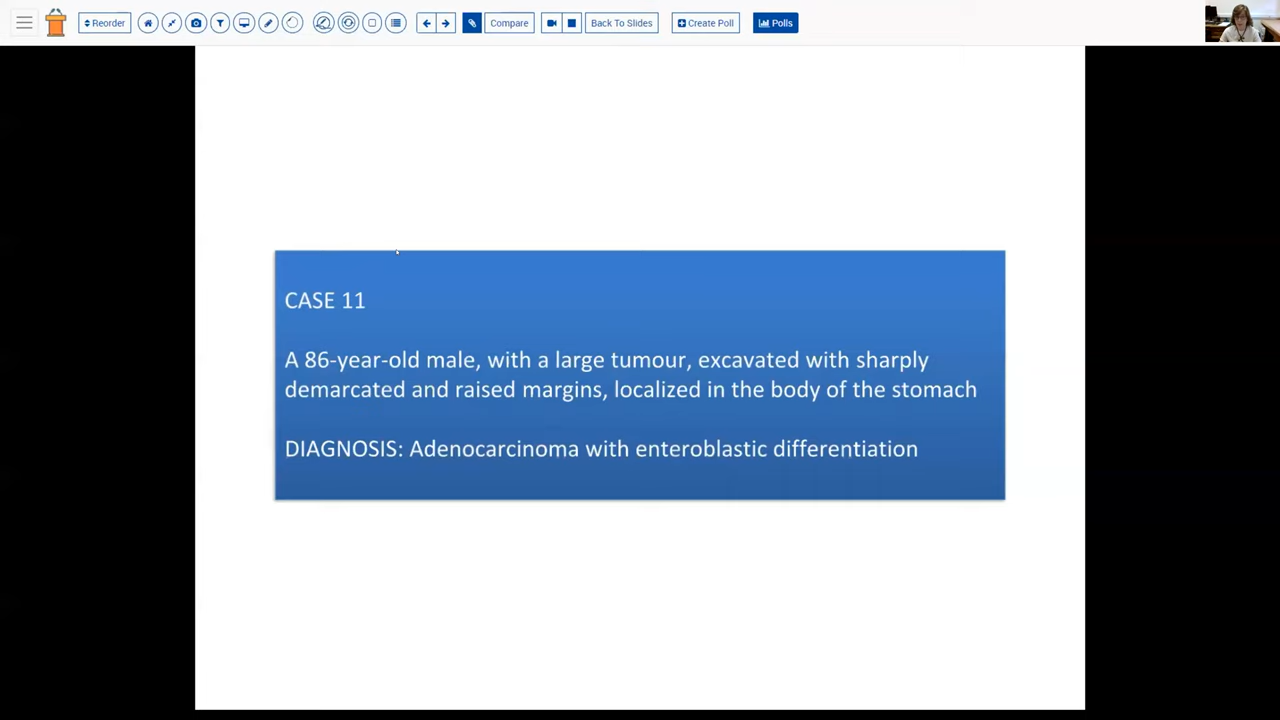 Reorder
Compare
Back To Slides
Create Poll
Polls
CASE 11
A 86-year-old male, with a large tumour, excavated with sharply
demarcated and raised margins, localized in the body of the stomach
DIAGNOSIS: Adenocarcinoma with enteroblastic differentiation